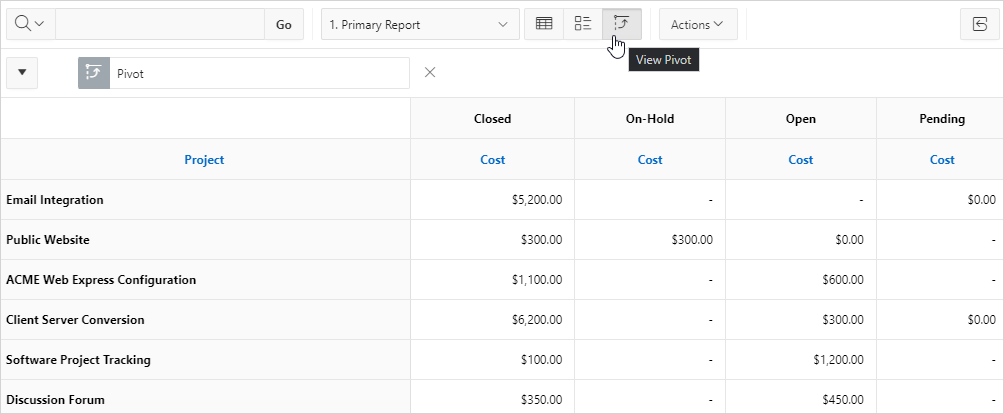 Go 1. Primary Report Actions
View Pivot
Pivot
Closed On-Hold Open Pending
Project Cost Cost Cost Cost
Email Integration $5,200.00 - - $0.00
Public Website $300.00 $300.00 $0.00 -
ACME Web Express Configuration $1,100.00 - $600.00 -
Client Server Conversion $6,200.00 - $300.00 $0.00
Software Project Tracking $100.00 - $1,200.00 -
Discussion Forum $350.00 - $450.00 -